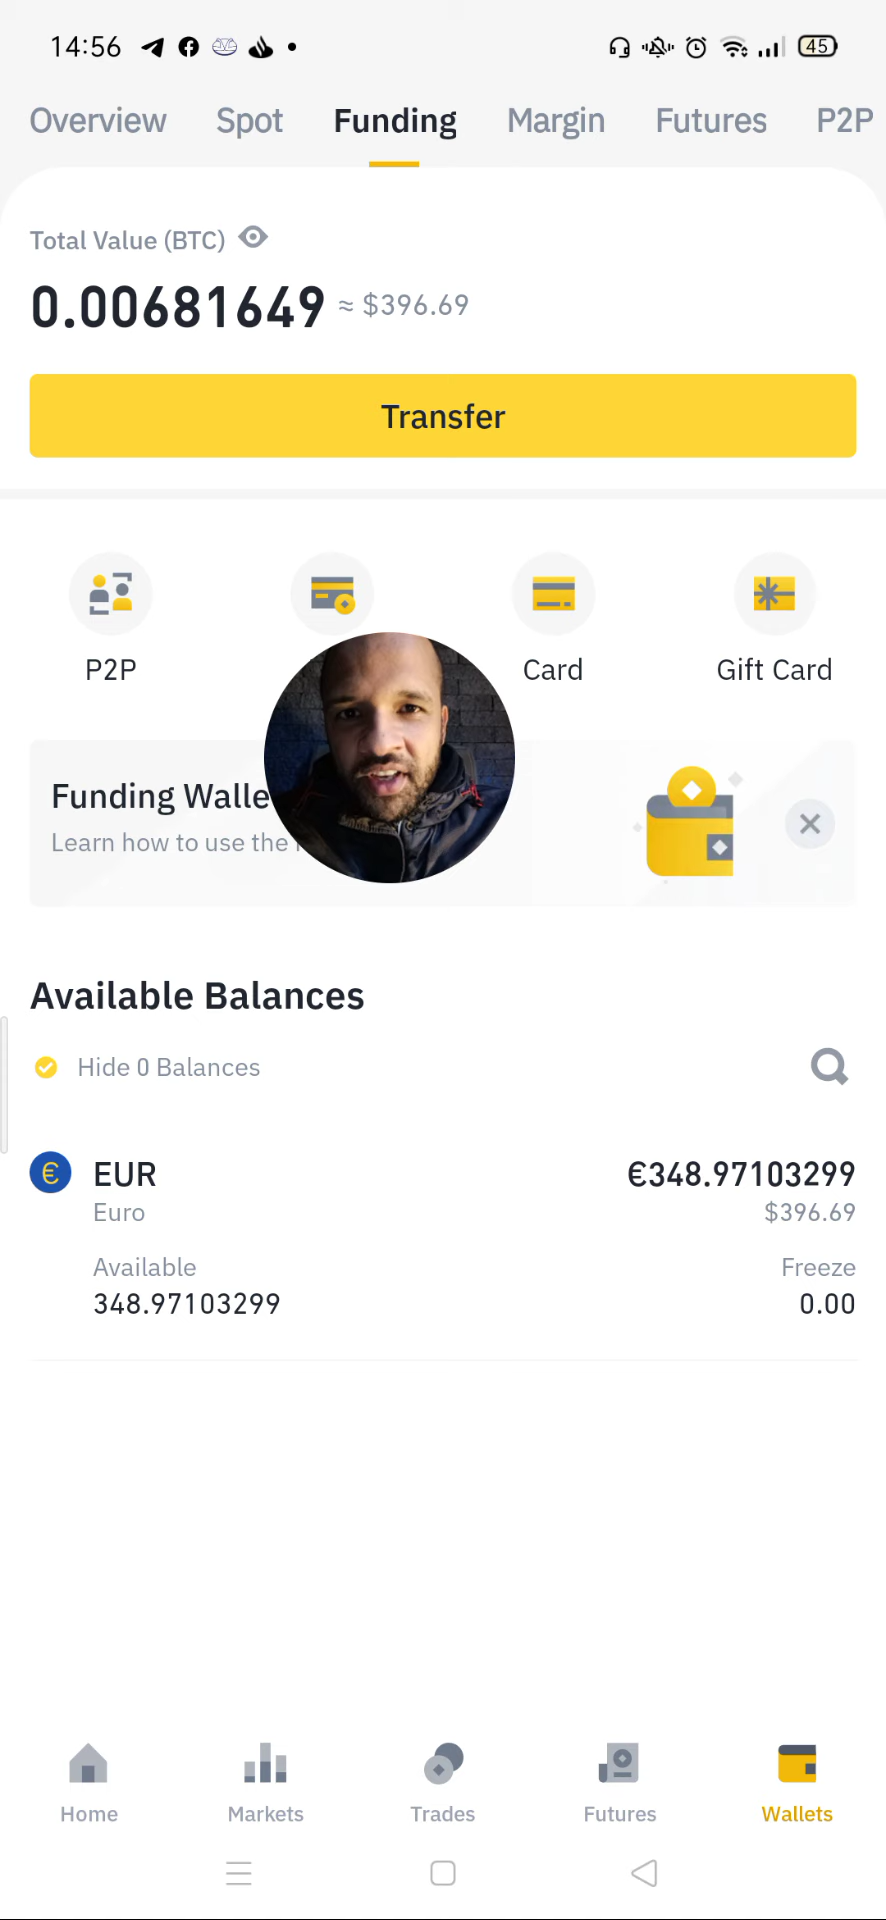 14:56
45
Overview Spot Funding Margin Futures P2P
Total Value (BTC)
0.00681649 ≈ $396.69
Transfer
P2P Card Gift Card
Funding
Learn how to use the
Available Balances
Hide 0 Balances
€ EUR €348.97103299
Euro $396.69
Available Freeze
348.97103299 0.00
Home Markets Trades Futures Wallets